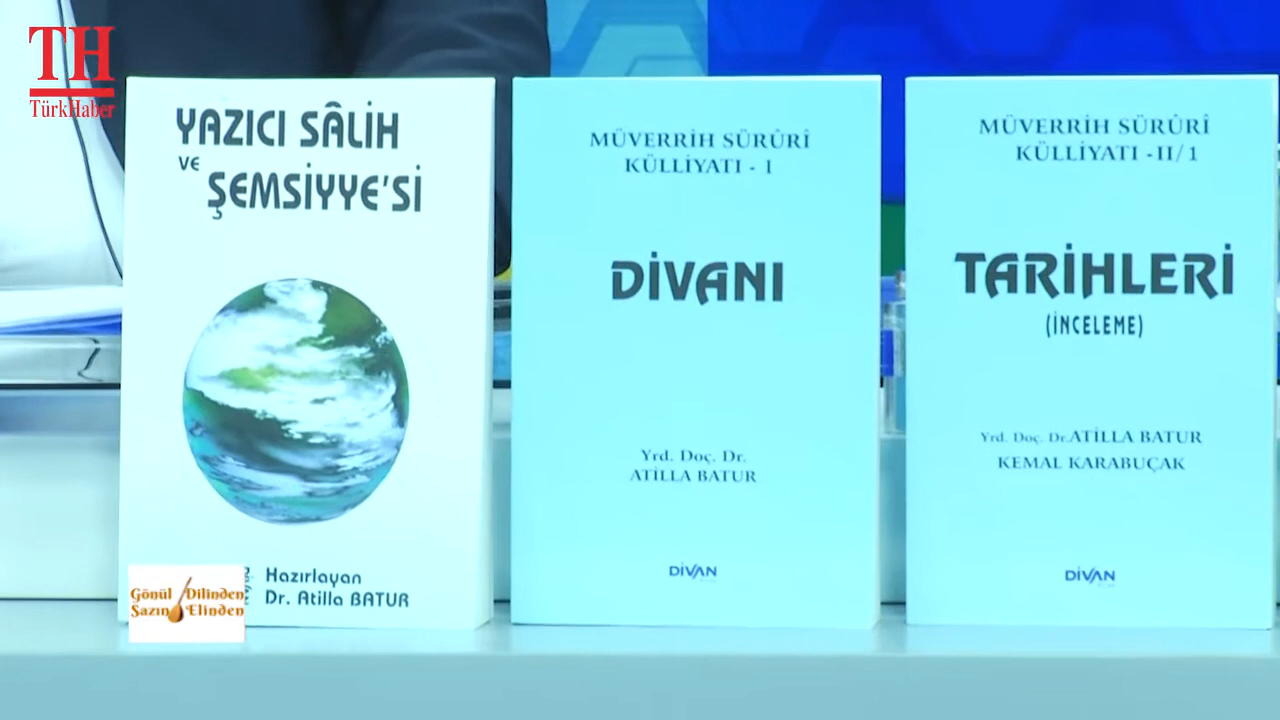 TH
TürkHaber
YAZICI SÂLİH
VE
ŞEMSİYYE'Sİ
Hazırlayan
Dr. Atilla BATUR
Gönül Dilinden
Sazın Elinden
MÜVERRİH SÜRÛRÎ
KÜLLİYATI - I
DİVANI
Yrd. Doç. Dr.
ATİLLA BATUR
DİVAN
MÜVERRİH SÜRÛRÎ
KÜLLİYATI -II/1
TARİHLERİ
(İNCELEME)
Yrd. Doç. Dr.ATİLLA BATUR
KEMAL KARABUÇAK
DİVAN